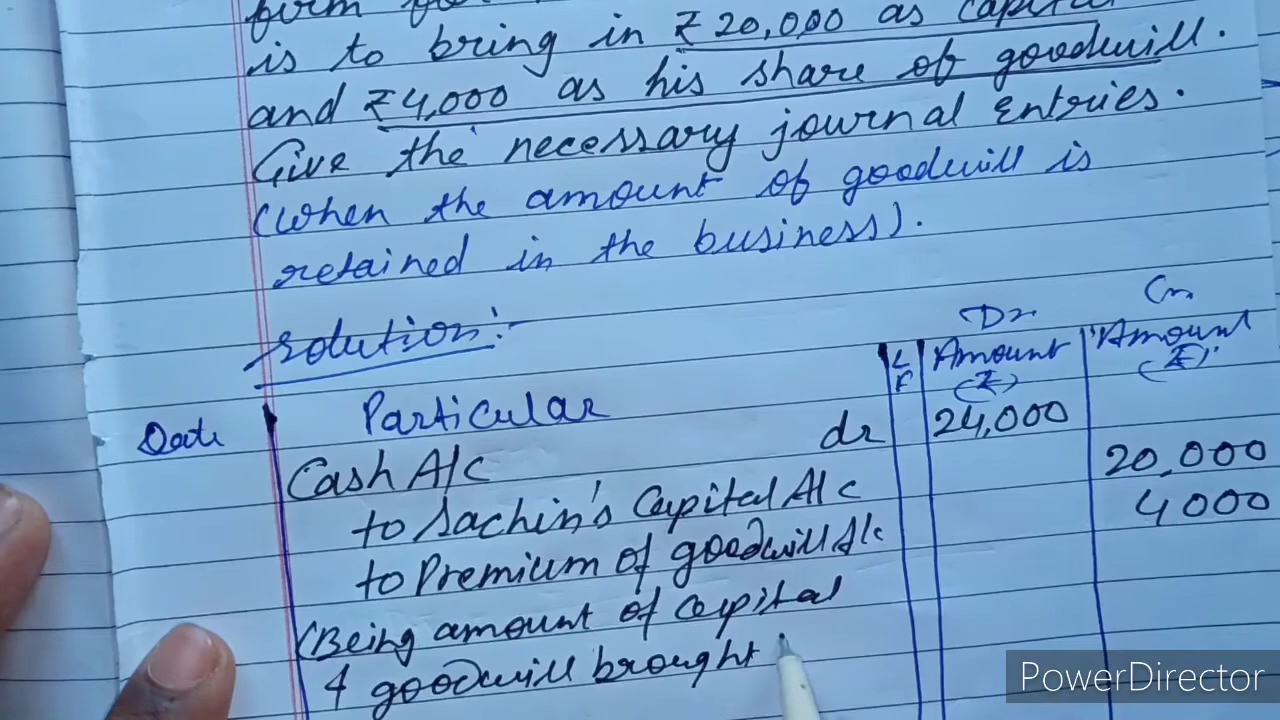 is to bring in ₹20,000 as capital
and ₹4,000 as his share of goodwill.
Give the necessary journal Entries.
(When the amount of goodwill is
retained in the business).
Solution:-
Date Particular L F Dr Amount (₹) Cr Amount (₹)
Cash A/c dr 24,000
to Sachin's Capital A/c 20,000
to Premium of goodwill A/c 4000
(Being amount of capital
& goodwill brought
PowerDirector